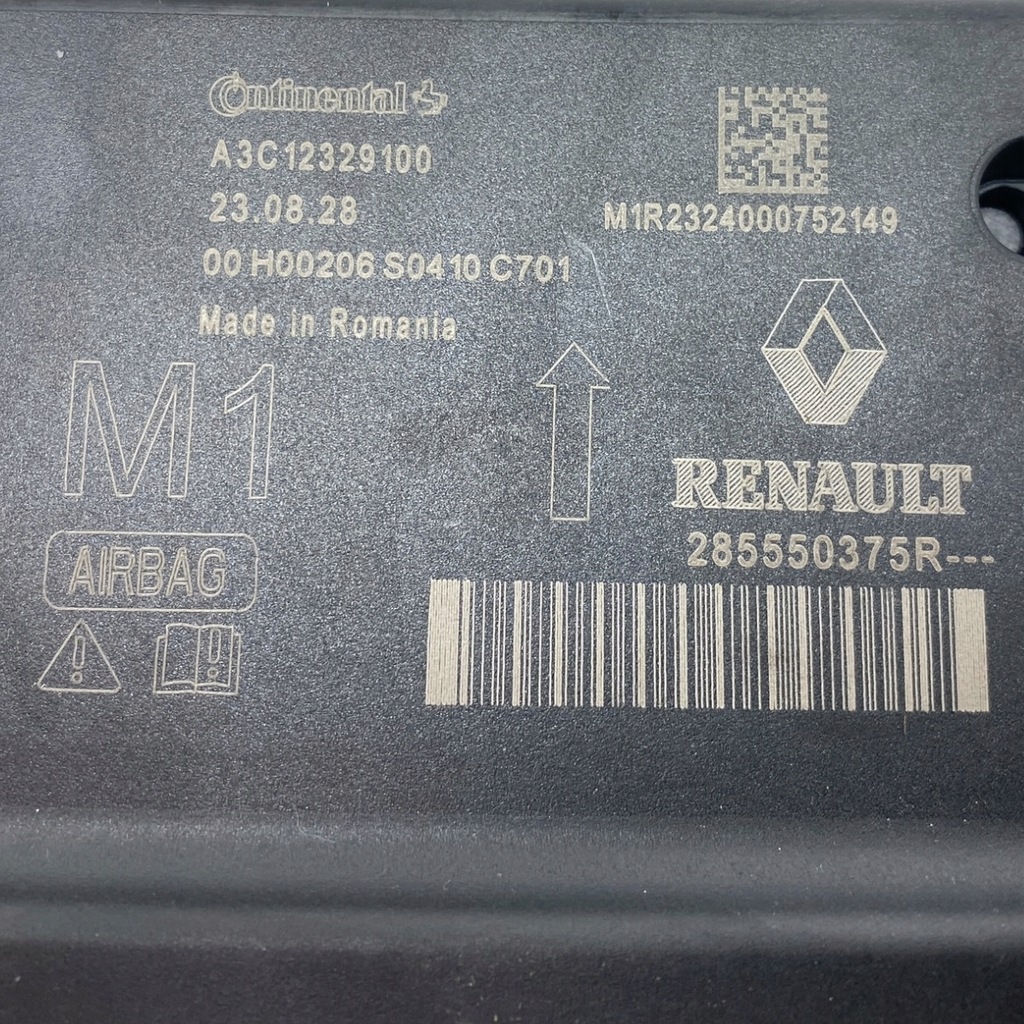 Continental
A3C12329100
23.08.28
00 H00206 S0410 C701
Made in Romania
M1R2324000752149
M1
RENAULT
285550375R---
AIRBAG